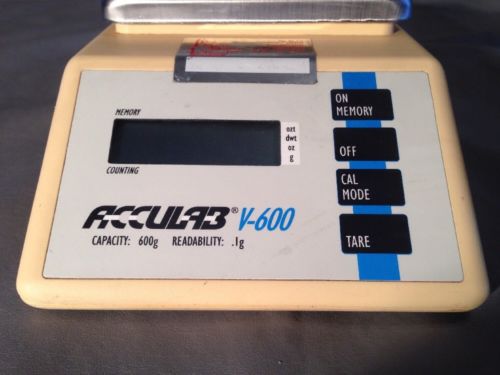 MEMORY
ozt
dwt
oz
g
COUNTING
ACCULAB® V-600
CAPACITY: 600g READABILITY: .1g
ON
MEMORY
OFF
CAL
MODE
TARE